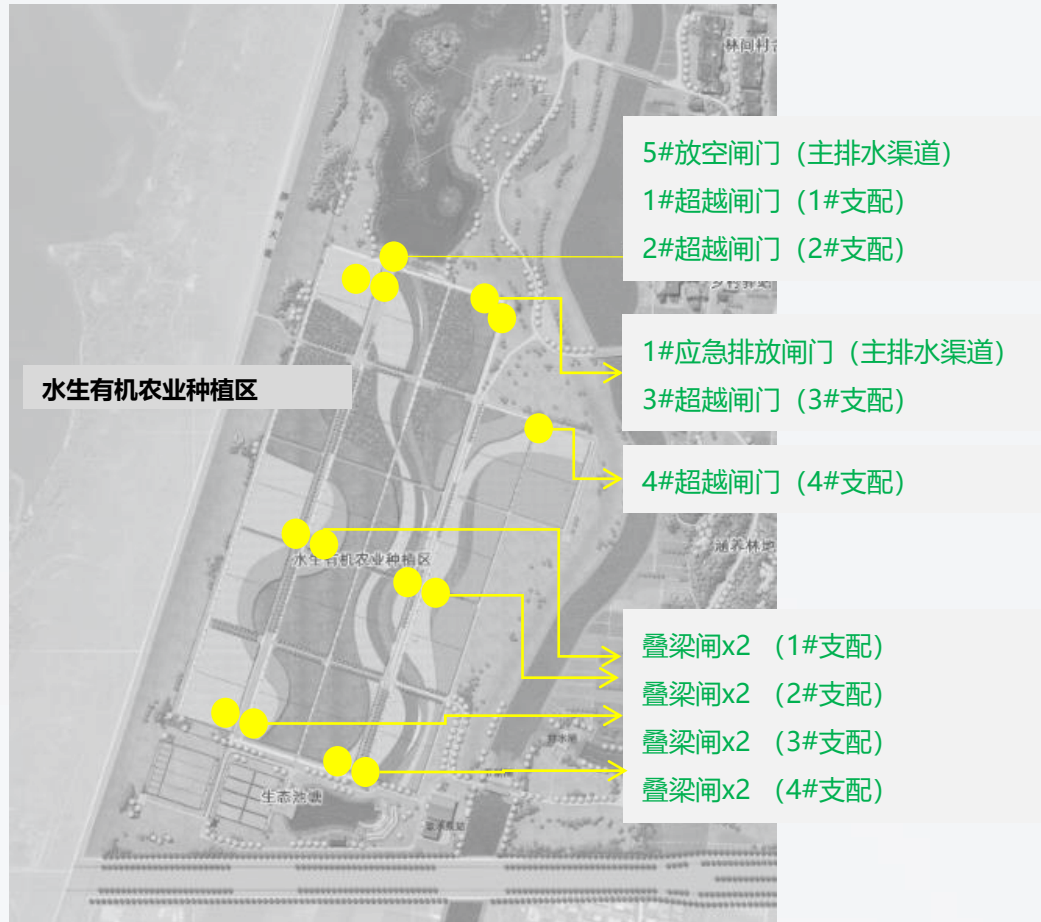 林间村
5#放空闸门（主排水渠道）
1#超越闸门（1#支配）
2#超越闸门（2#支配）
1#应急排放闸门（主排水渠道）
3#超越闸门（3#支配）
水生有机农业种植区
4#超越闸门（4#支配）
涵养林地
水生有机农业种植区
叠梁闸x2 （1#支配）
叠梁闸x2 （2#支配）
叠梁闸x2 （3#支配）
叠梁闸x2 （4#支配）
生态池塘